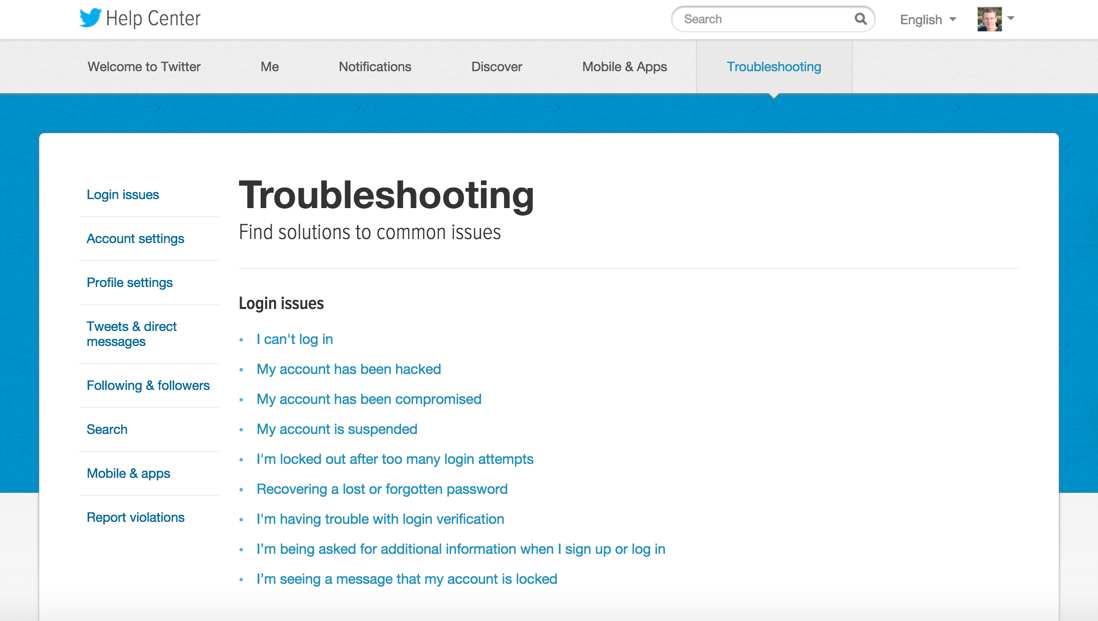 Help Center
Search
English
Welcome to Twitter
Me
Notifications
Discover
Mobile & Apps
Troubleshooting
Login issues
Account settings
Profile settings
Tweets & direct
messages
Following & followers
Search
Mobile & apps
Report violations
Troubleshooting
Find solutions to common issues
Login issues
I can't log in
My account has been hacked
My account has been compromised
My account is suspended
I'm locked out after too many login attempts
Recovering a lost or forgotten password
I'm having trouble with login verification
I’m being asked for additional information when I sign up or log in
I’m seeing a message that my account is locked